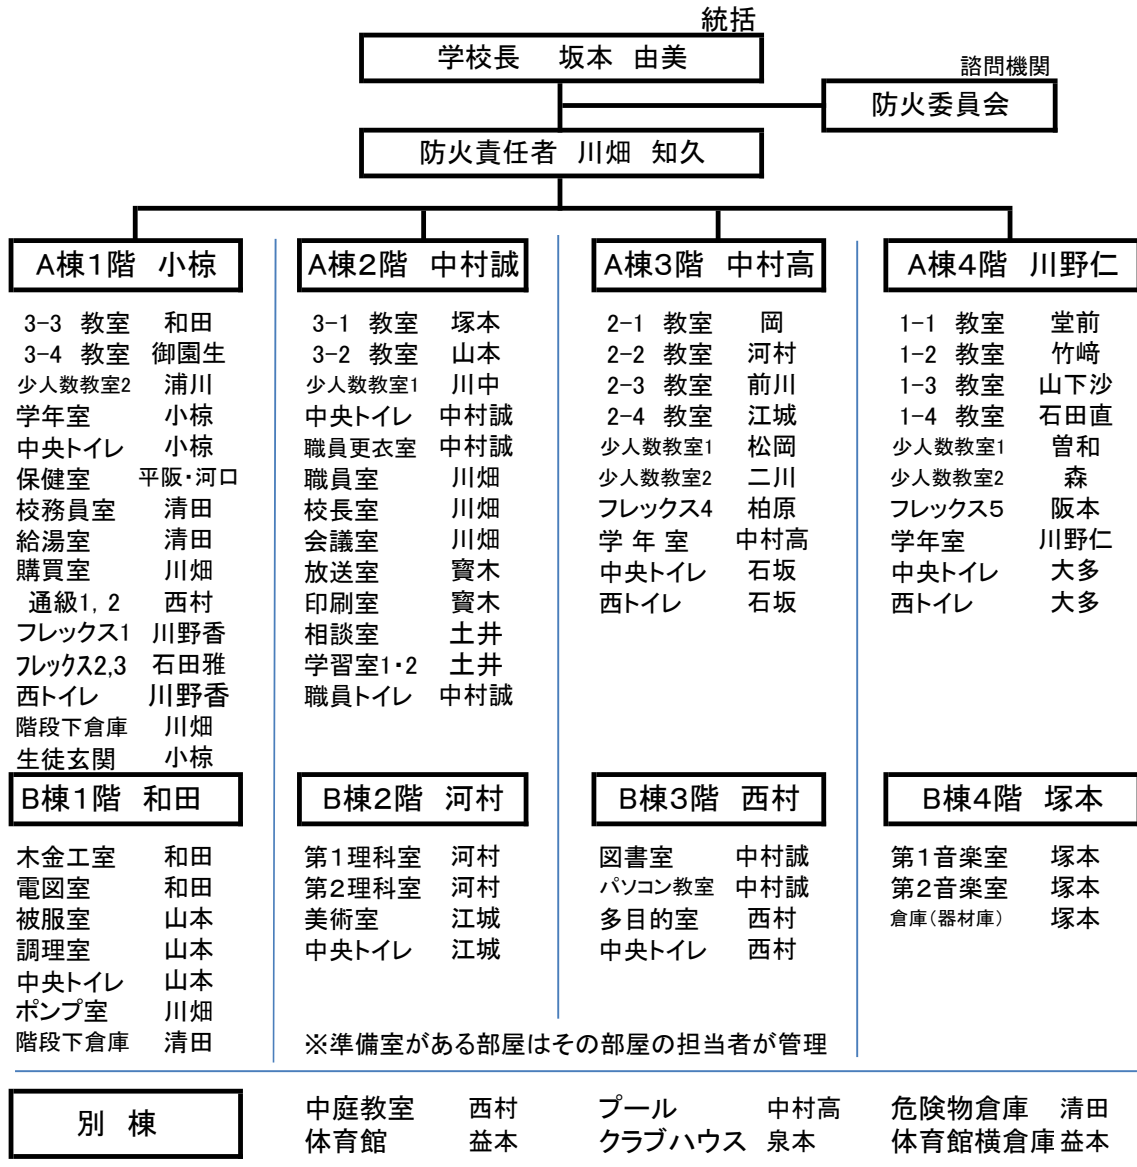 統括
学校長 坂本 由美
諮問機関
防火委員会
防火責任者 川畑 知久
A棟1階 小椋
3-3 教室 和田
3-4 教室 御園生
少人数教室2 浦川
学年室 小椋
中央トイレ 小椋
保健室 平阪・河口
校務員室 清田
給湯室 清田
購買室 川畑
通級1,2 西村
フレックス1 川野香
フレックス2,3 石田雅
西トイレ 川野香
階段下倉庫 川畑
生徒玄関 小椋
A棟2階 中村誠
3-1 教室 塚本
3-2 教室 山本
少人数教室1 川中
中央トイレ 中村誠
職員更衣室 中村誠
職員室 川畑
校長室 川畑
会議室 川畑
放送室 寳木
印刷室 寳木
相談室 土井
学習室1・2 土井
職員トイレ 中村誠
A棟3階 中村高
2-1 教室 岡
2-2 教室 河村
2-3 教室 前川
2-4 教室 江城
少人数教室1 松岡
少人数教室2 二川
フレックス4 柏原
学 年 室 中村高
中央トイレ 石坂
西トイレ 石坂
A棟4階 川野仁
1-1 教室 堂前
1-2 教室 竹﨑
1-3 教室 山下沙
1-4 教室 石田直
少人数教室1 曽和
少人数教室2 森
フレックス5 阪本
学年室 川野仁
中央トイレ 大多
西トイレ 大多
B棟1階 和田
木金工室 和田
電図室 和田
被服室 山本
調理室 山本
中央トイレ 山本
ポンプ室 川畑
階段下倉庫 清田
B棟2階 河村
第1理科室 河村
第2理科室 河村
美術室 江城
中央トイレ 江城
B棟3階 西村
図書室 中村誠
パソコン教室 中村誠
多目的室 西村
中央トイレ 西村
B棟4階 塚本
第1音楽室 塚本
第2音楽室 塚本
倉庫(器材庫) 塚本
※準備室がある部屋はその部屋の担当者が管理
別 棟
中庭教室 西村
体育館 益本
プール 中村高
クラブハウス 泉本
危険物倉庫 清田
体育館横倉庫 益本